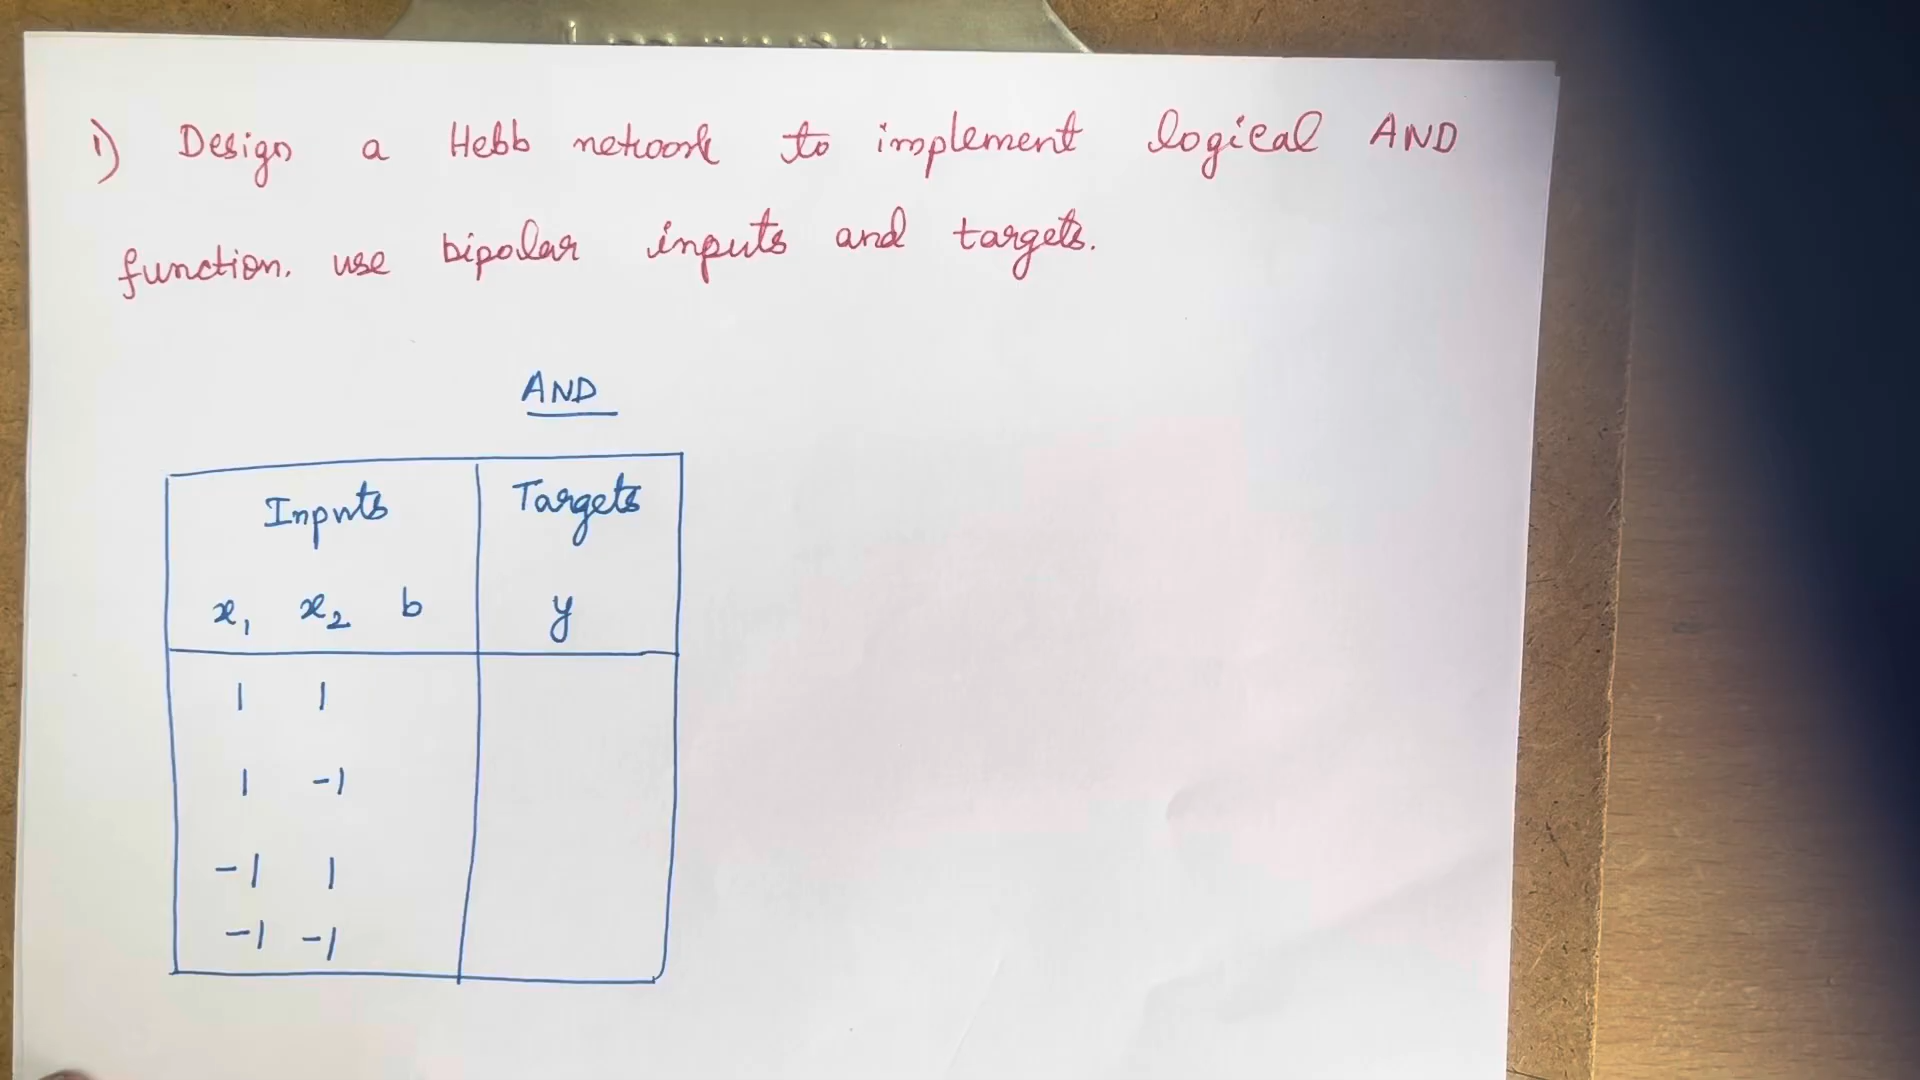 1) Design a Hebb network to implement logical AND
function. use bipolar inputs and targets.
AND
Inputs Targets
x₁ x₂ b y
1 1
1 -1
-1 1
-1 -1